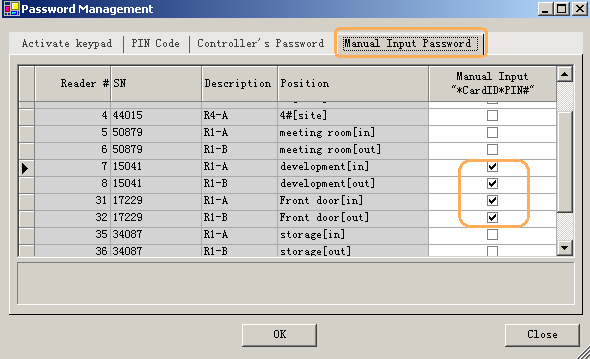 Password Management
Activate keypad PIN Code Controller's Password Manual Input Password
Reader # SN Description Position Manual Input "*CardID*PIN#"
4 44015 R4-A 4#[site]
5 50879 R1-A meeting room[in]
6 50879 R1-B meeting room[out]
7 15041 R1-A development[in]
8 15041 R1-B development[out]
31 17229 R1-A Front door[in]
32 17229 R1-B Front door[out]
35 34087 R1-A storage[in]
36 34087 R1-B storage[out]
OK Close